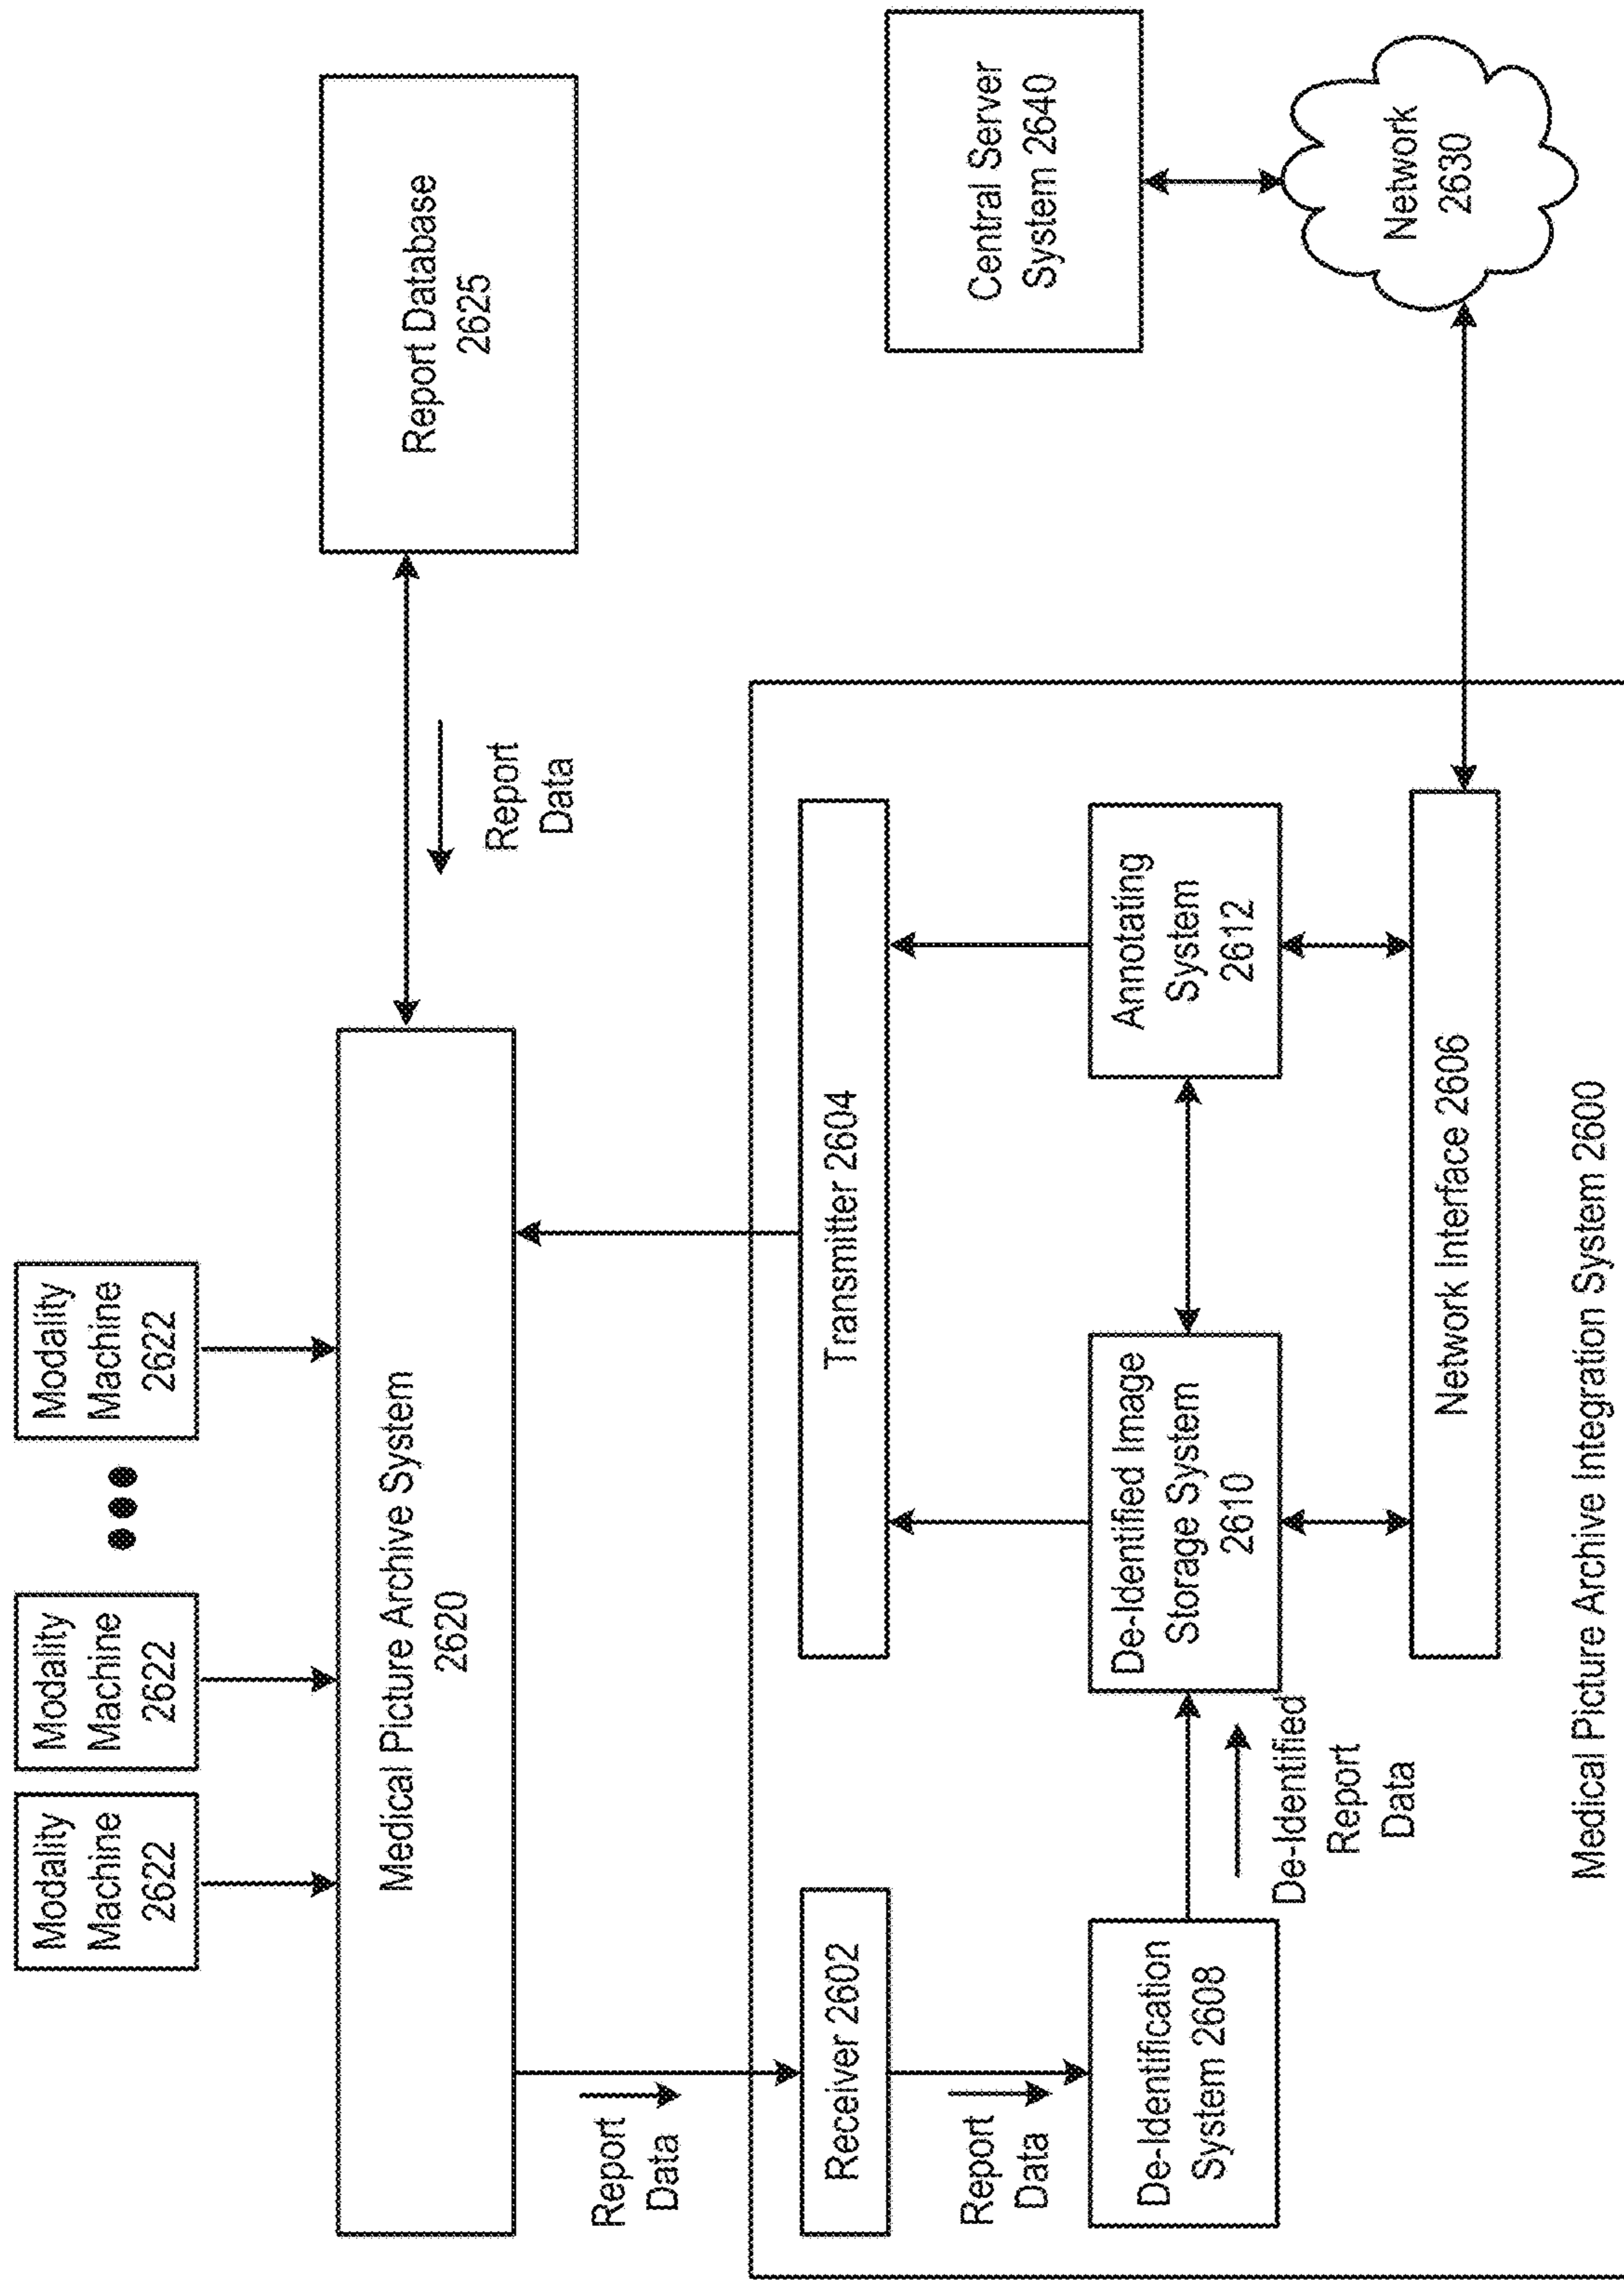 Modality
Machine
2622
Modality
Machine
2622
Modality
Machine
2622
Medical Picture Archive System
2620
Report Database
2625
Report
Data
Report
Data
Receiver 2602
Transmitter 2604
Report
Data
De-Identification
System 2608
De-Identified
Report
Data
De-Identified Image
Storage System
2610
Annotating
System
2612
Network Interface 2606
Medical Picture Archive Integration System 2600
Central Server
System 2640
Network
2630